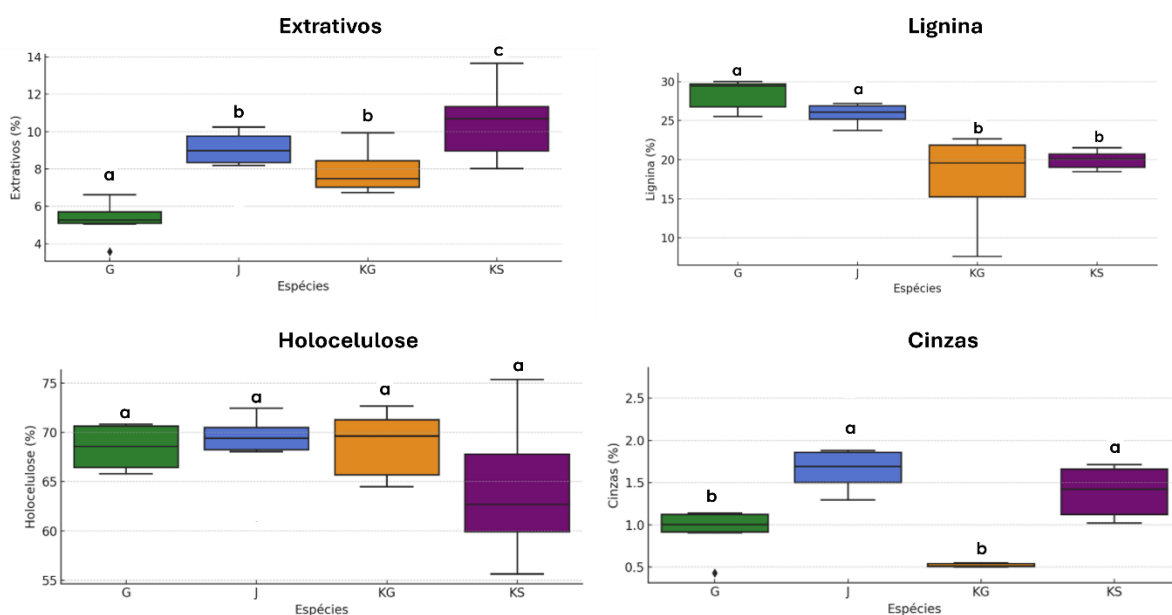 Extrativos
14
12
10
8
6
4
Extrativos (%)
a
b
b
c
G J KG KS
Espécies
Lignina
30
25
20
15
10
Lignina (%)
a
a
b
b
G J KG KS
Espécies
Holocelulose
75
70
65
60
55
Holocelulose (%)
a
a
a
a
G J KG KS
Espécies
Cinzas
2.5
2.0
1.5
1.0
0.5
Cinzas (%)
b
a
b
a
G J KG KS
Espécies